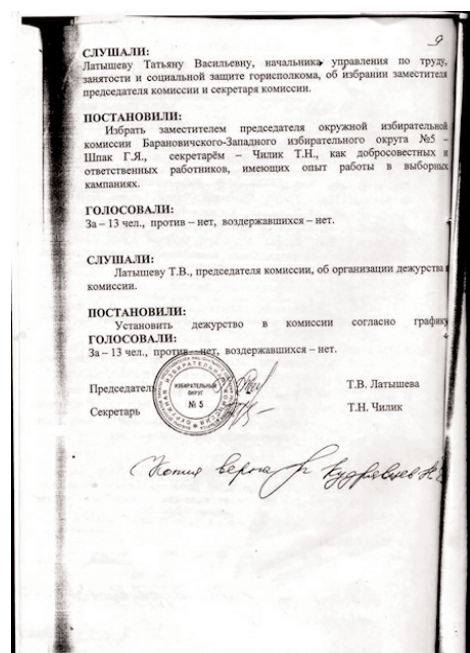 9
СЛУШАЛИ:
Латышеву Татьяну Васильевну, начальника управления по труду,
занятости и социальной защите горисполкома, об избрании заместителя
председателя комиссии и секретаря комиссии.
ПОСТАНОВИЛИ:
Избрать заместителем председателя окружной избирательной
комиссии Барановичского-Западного избирательного округа №5 –
Шпак Г.Я., секретарём – Чилик Т.Н., как добросовестных и
ответственных работников, имеющих опыт работы в выборных
кампаниях.
ГОЛОСОВАЛИ:
За – 13 чел., против – нет, воздержавшихся – нет.
СЛУШАЛИ:
Латышеву Т.В., председателя комиссии, об организации дежурства в
комиссии.
ПОСТАНОВИЛИ:
Установить дежурство в комиссии согласно графику
ГОЛОСОВАЛИ:
За – 13 чел., против – нет, воздержавшихся – нет.
Председатель Т.В. Латышева
ИЗБИРАТЕЛЬНЫЙ
ОКРУГ
№ 5
Секретарь Т.Н. Чилик
Копия верна Кудрявцев Н.